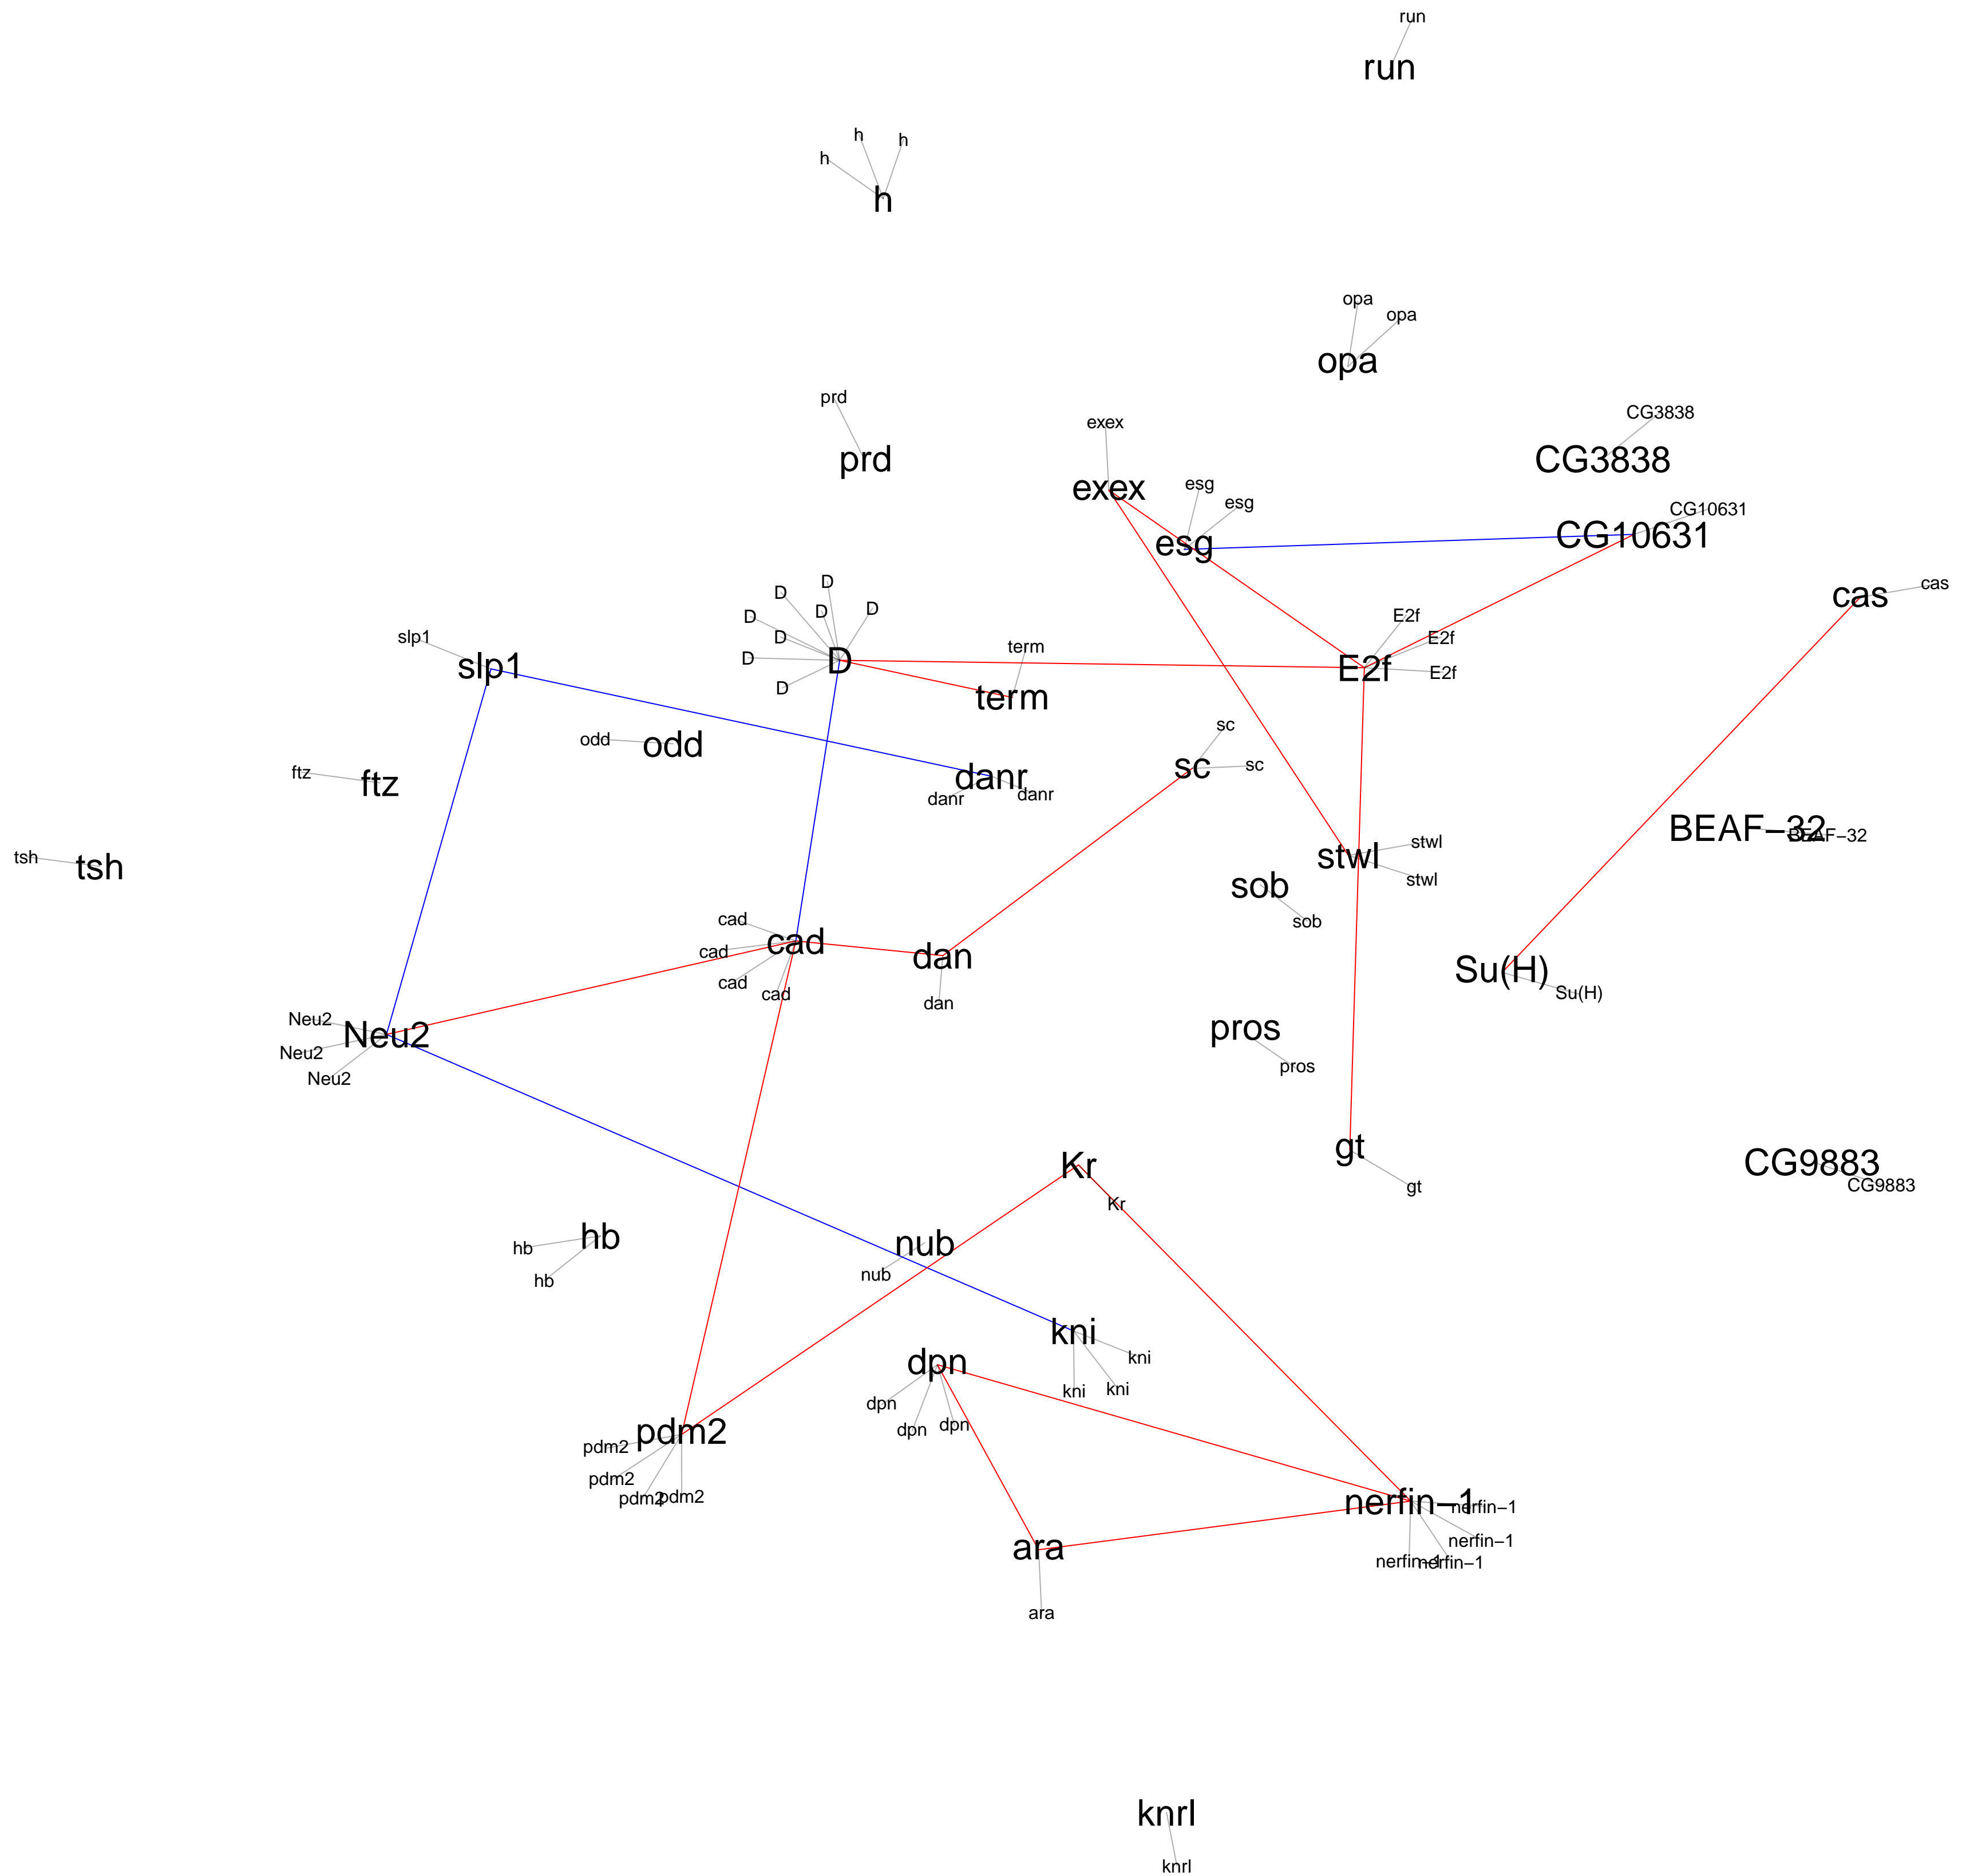 run
run
h
h
h
h
opa
opa
opa
prd
prd
CG3838
CG3838
exex
exex
esg
esg
esg
CG10631
CG10631
cas
cas
D
D
D
D
D
D
D
D
D
E2f
E2f
E2f
E2f
term
term
slp1
slp1
odd
odd
ftz
ftz
sc
sc
sc
danr
danr
danr
BEAF−32
BEAF−32
stwl
stwl
stwl
tsh
tsh
sob
sob
cad
cad
cad
cad
cad
dan
dan
Su(H)
Su(H)
Neu2
Neu2
Neu2
Neu2
pros
pros
gt
gt
Kr
Kr
CG9883
CG9883
hb
hb
hb
nub
nub
kni
kni
kni
kni
dpn
dpn
dpn
dpn
pdm2
pdm2
pdm2
pdm2
pdm2
nerfin−1
nerfin−1
nerfin−1
nerfin−1
nerfin−1
ara
ara
knrl
knrl